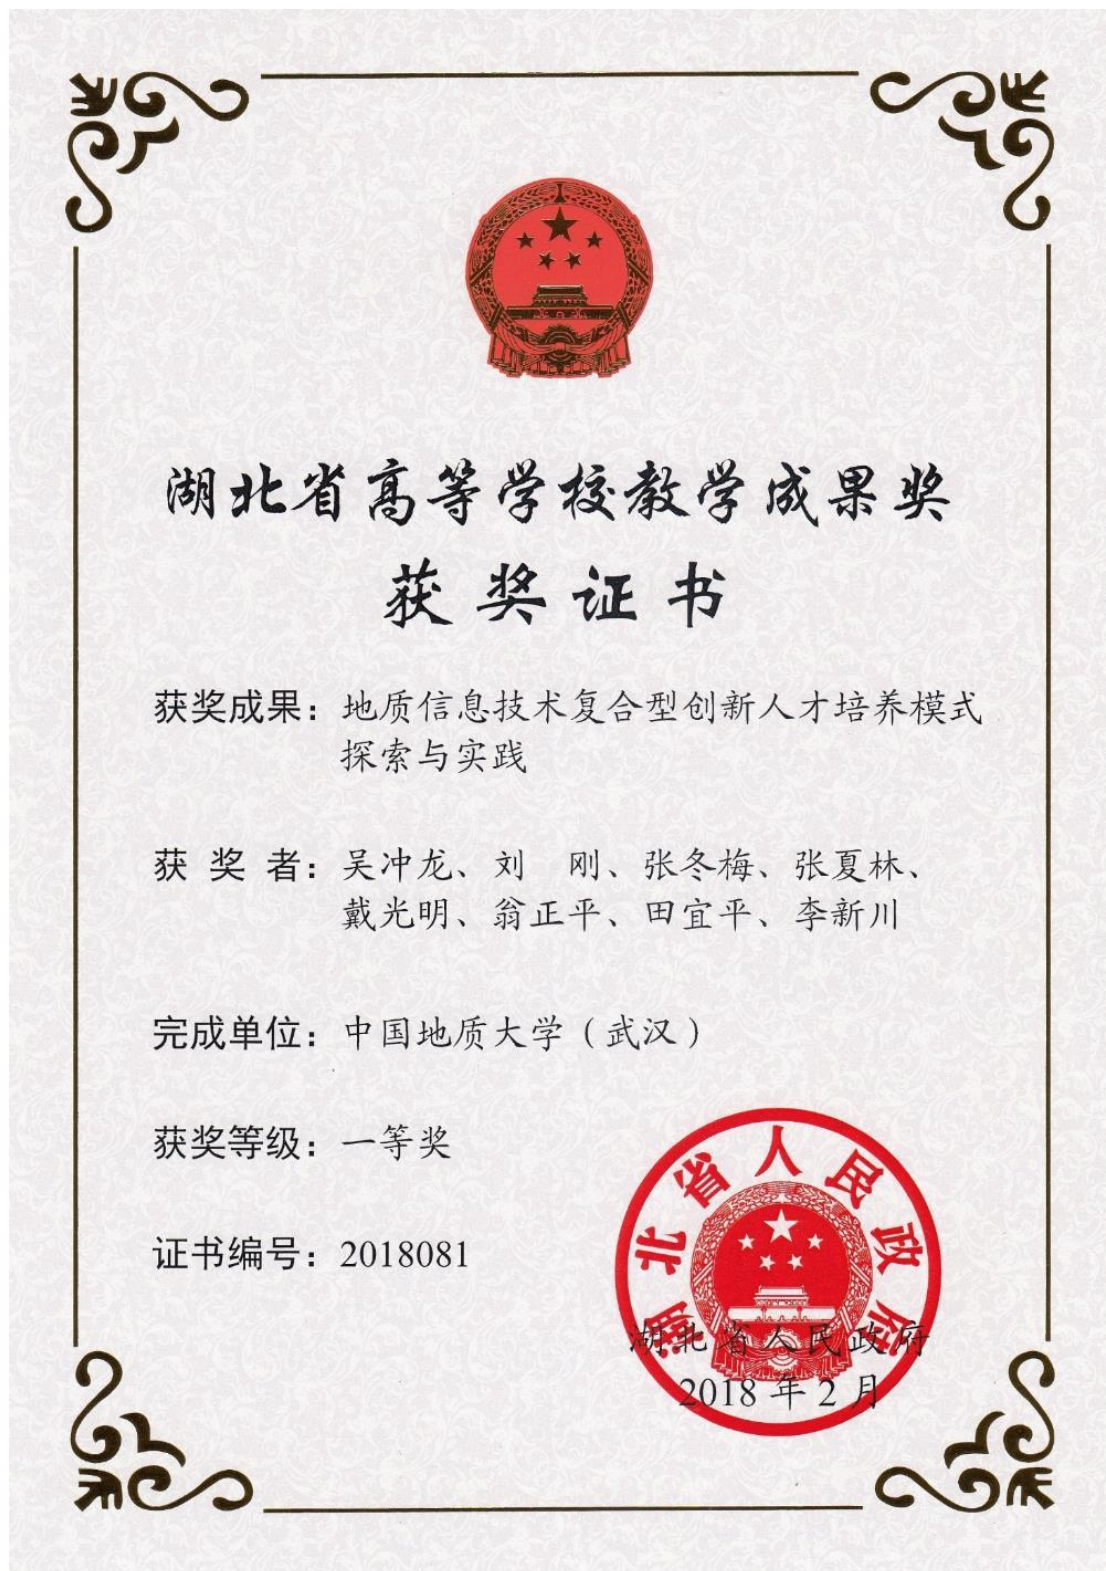 湖北省高等学校教学成果奖
获奖证书
获奖成果：地质信息技术复合型创新人才培养模式
探索与实践
获奖者：吴冲龙、刘　刚、张冬梅、张夏林、
戴光明、翁正平、田宜平、李新川
完成单位：中国地质大学（武汉）
获奖等级：一等奖
证书编号：2018081
湖北省人民政府
湖北省人民政府
2018年2月